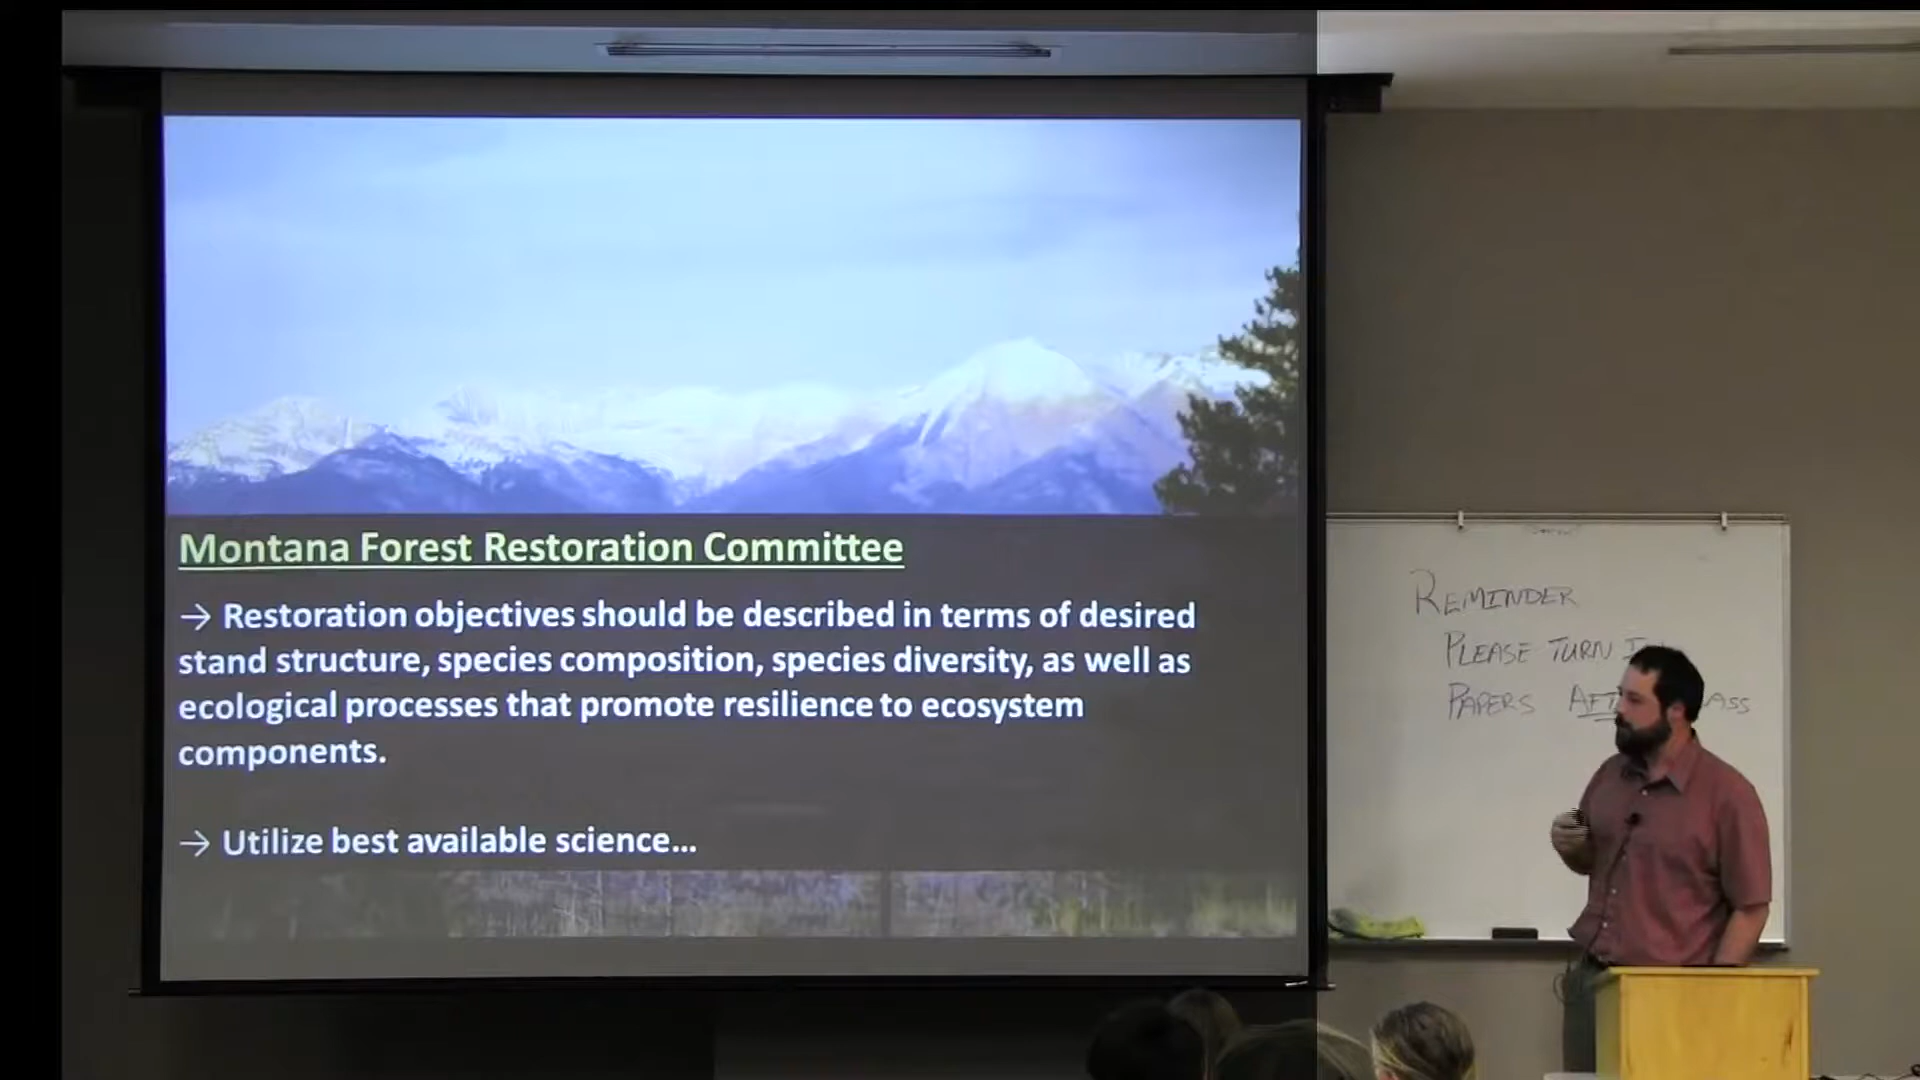 Montana Forest Restoration Committee
→ Restoration objectives should be described in terms of desired
stand structure, species composition, species diversity, as well as
ecological processes that promote resilience to ecosystem
components.
→ Utilize best available science...
REMINDER
PLEASE TURN
PAPERS